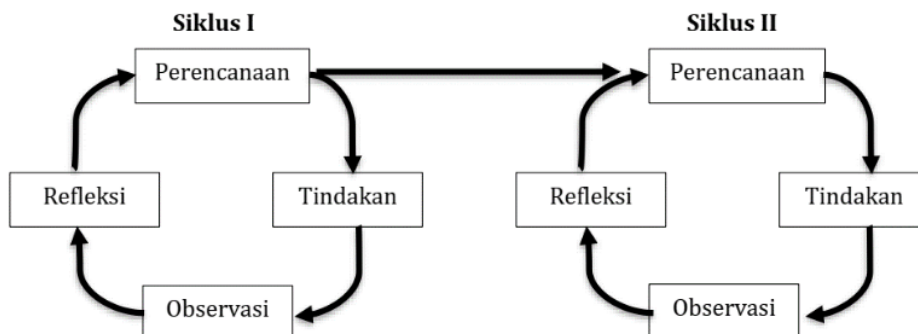 Siklus I
Siklus II
Perencanaan
Perencanaan
Refleksi
Tindakan
Refleksi
Tindakan
Observasi
Observasi